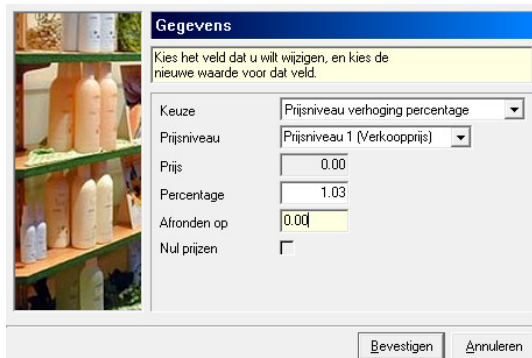 Gegevens
Kies het veld dat u wilt wijzigen, en kies de
nieuwe waarde voor dat veld.
Keuze Prijsniveau verhoging percentage
Prijsniveau Prijsniveau 1 (Verkoopprijs)
Prijs 0.00
Percentage 1.03
Afronden op 0.00
Nul prijzen
Bevestigen Annuleren